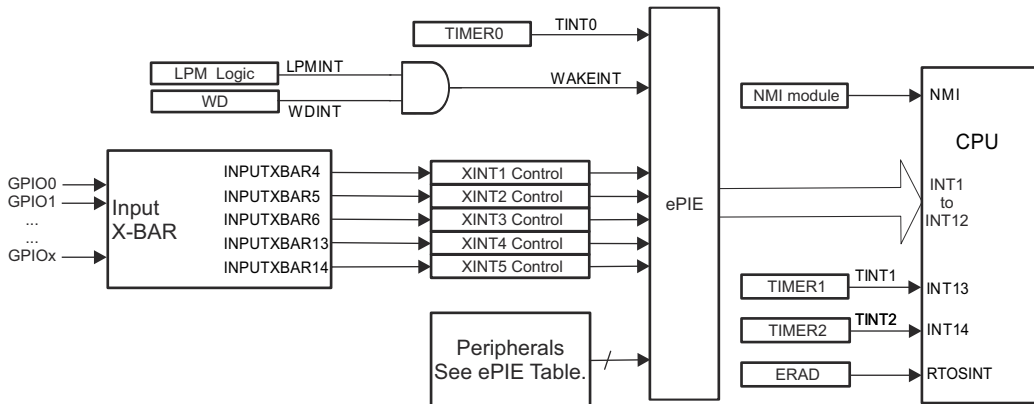 TIMER0
TINT0
LPM Logic
LPMINT
WAKEINT
WD
WDINT
NMI module
NMI
CPU
GPIO0
GPIO1
...
...
GPIOx
Input
X-BAR
INPUTXBAR4
INPUTXBAR5
INPUTXBAR6
INPUTXBAR13
INPUTXBAR14
XINT1 Control
XINT2 Control
XINT3 Control
XINT4 Control
XINT5 Control
ePIE
INT1
to
INT12
TIMER1
TINT1
INT13
TIMER2
TINT2
INT14
Peripherals
See ePIE Table.
ERAD
RTOSINT